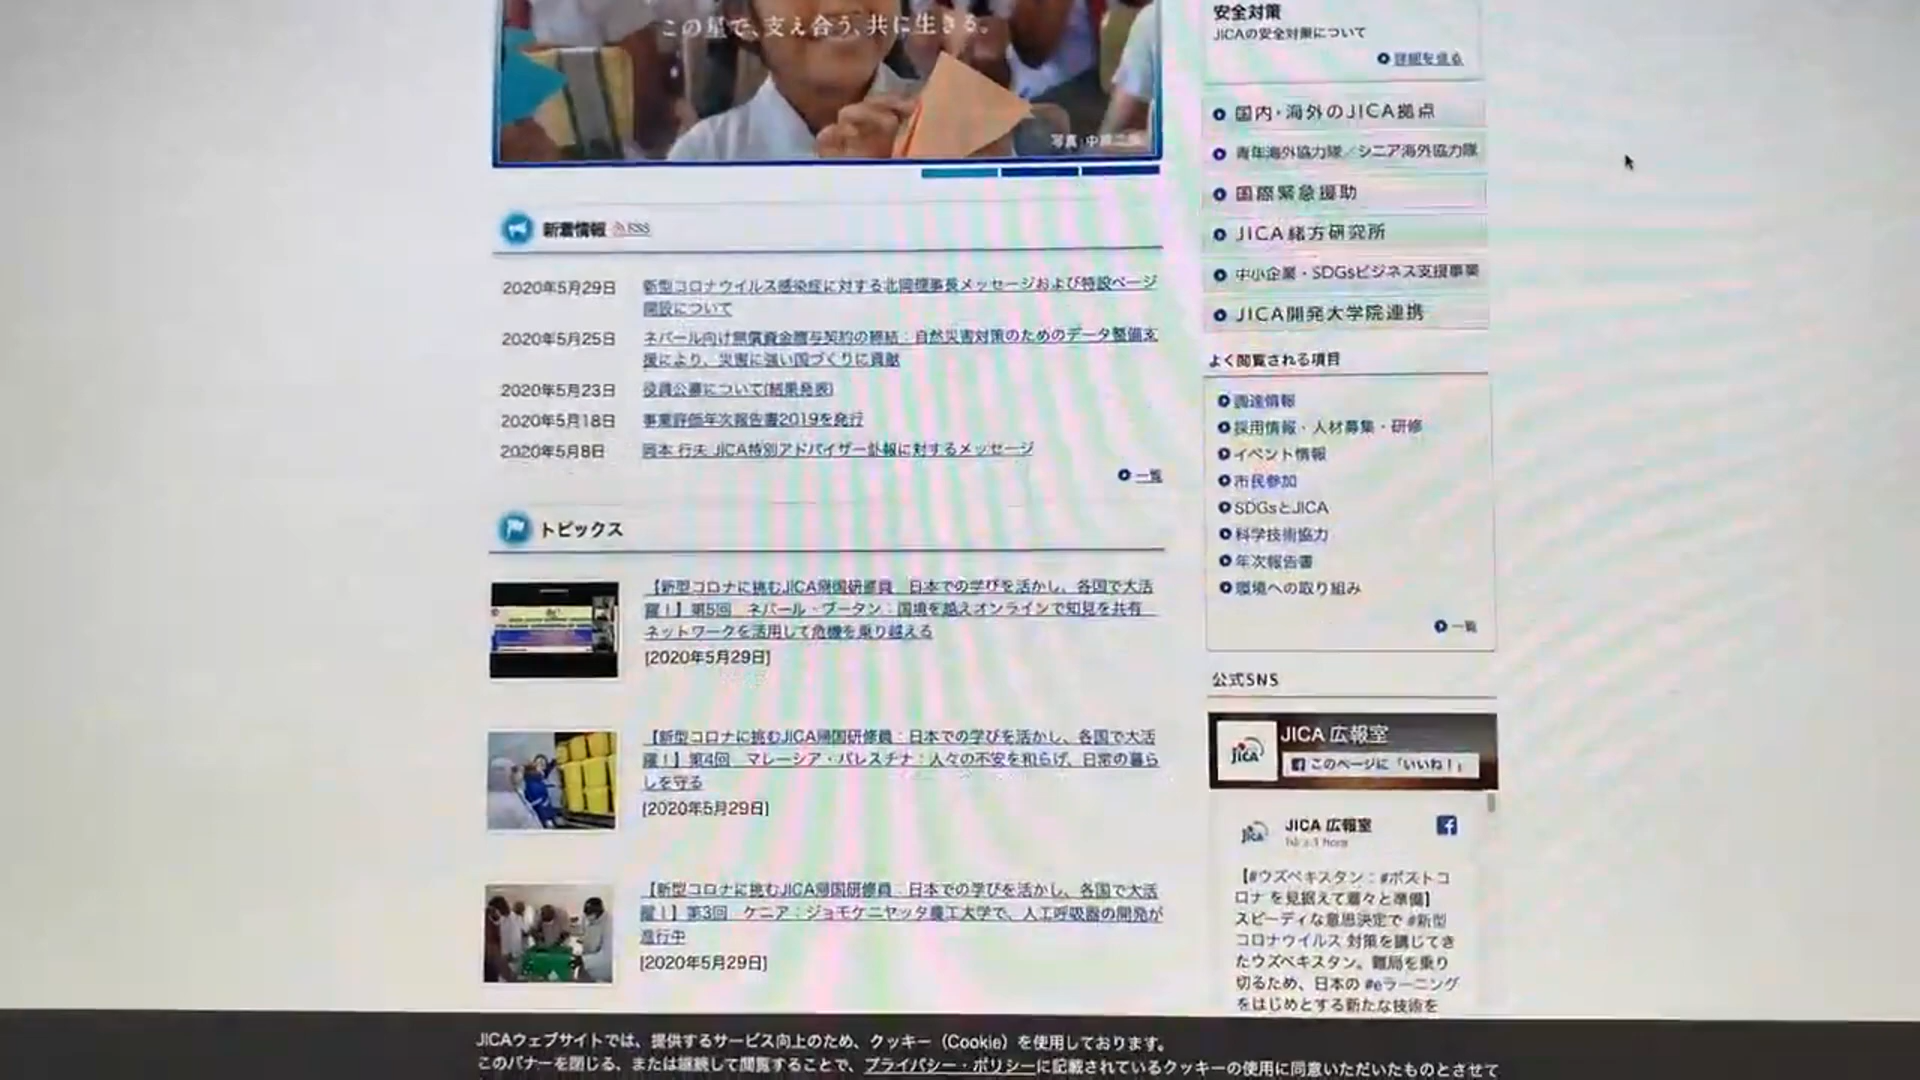 この星で、支え合う、共に生きる。
写真:中
新着情報 RSS
2020年5月29日 新型コロナウイルス感染症に対する北岡理事長メッセージおよび特設ページ
開設について
2020年5月25日 ネパール向け無償資金贈与契約の締結:自然災害対策のためのデータ整備支
援により、災害に強い国づくりに貢献
2020年5月23日 役員公募について(結果発表)
2020年5月18日 事業評価年次報告書2019を発行
2020年5月8日 岡本 行夫 JICA特別アドバイザー訃報に対するメッセージ
一覧
トピックス
【新型コロナに挑むJICA帰国研修員 日本での学びを活かし、各国で大活
躍！】第5回 ネパール・ブータン:国境を越えオンラインで知見を共有
ネットワークを活用して危機を乗り越える
[2020年5月29日]
【新型コロナに挑むJICA帰国研修員:日本での学びを活かし、各国で大活
躍！】第4回 マレーシア・パレスチナ:人々の不安を和らげ、日常の暮ら
しを守る
[2020年5月29日]
【新型コロナに挑むJICA帰国研修員:日本での学びを活かし、各国で大活
躍！】第3回 ケニア:ジョモケニヤッタ農工大学で、人工呼吸器の開発が
進行中
[2020年5月29日]
安全対策
JICAの安全対策について
詳細を見る
国内・海外のJICA拠点
青年海外協力隊／シニア海外協力隊
国際緊急援助
JICA緒方研究所
中小企業・SDGsビジネス支援事業
JICA開発大学院連携
よく閲覧される項目
調達情報
採用情報・人材募集・研修
イベント情報
市民参加
SDGsとJICA
科学技術協力
年次報告書
環境への取り組み
一覧
公式SNS
JICA
JICA 広報室
このページに「いいね！」
JICA
JICA 広報室
【#ウズベキスタン:#ポストコ
ロナ を見据えて着々と準備】
スピーディな意思決定で #新型
コロナウイルス 対策を講じてき
たウズベキスタン。難局を乗り
切るため、日本の #eラーニング
をはじめとする新たな技術を
JICAウェブサイトでは、提供するサービス向上のため、クッキー（Cookie）を使用しております。
このバナーを閉じる、または継続して閲覧することで、プライバシー・ポリシーに記載されているクッキーの使用に同意いただいたものとさせて